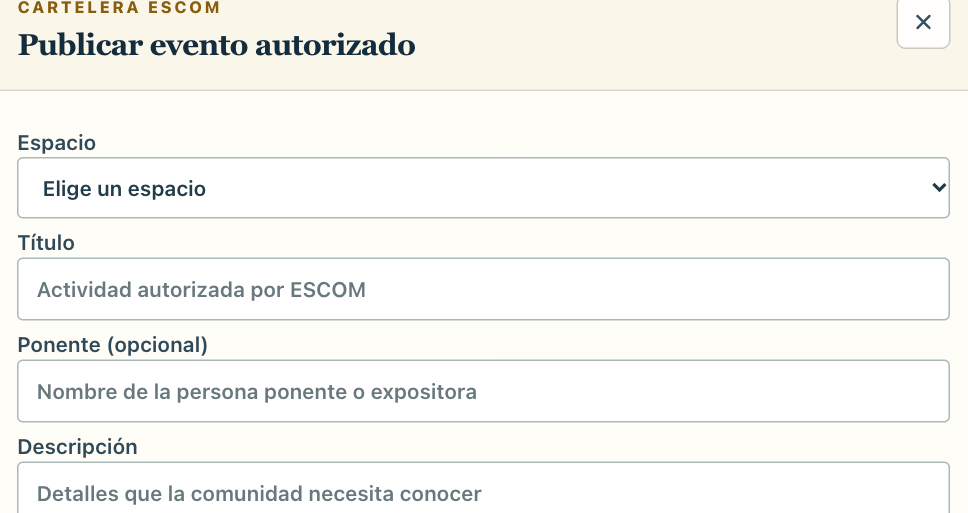 CARTELERA ESCOM
Publicar evento autorizado
Espacio
Elige un espacio
Título
Actividad autorizada por ESCOM
Ponente (opcional)
Nombre de la persona ponente o expositora
Descripción
Detalles que la comunidad necesita conocer